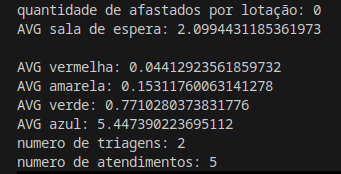 quantidade de afastados por lotação: 0
AVG sala de espera: 2.0994431185361973
AVG vermelha: 0.04412923561859732
AVG amarela: 0.15311760063141278
AVG verde: 0.7710280373831776
AVG azul: 5.447390223695112
numero de triagens: 2
numero de atendimentos: 5